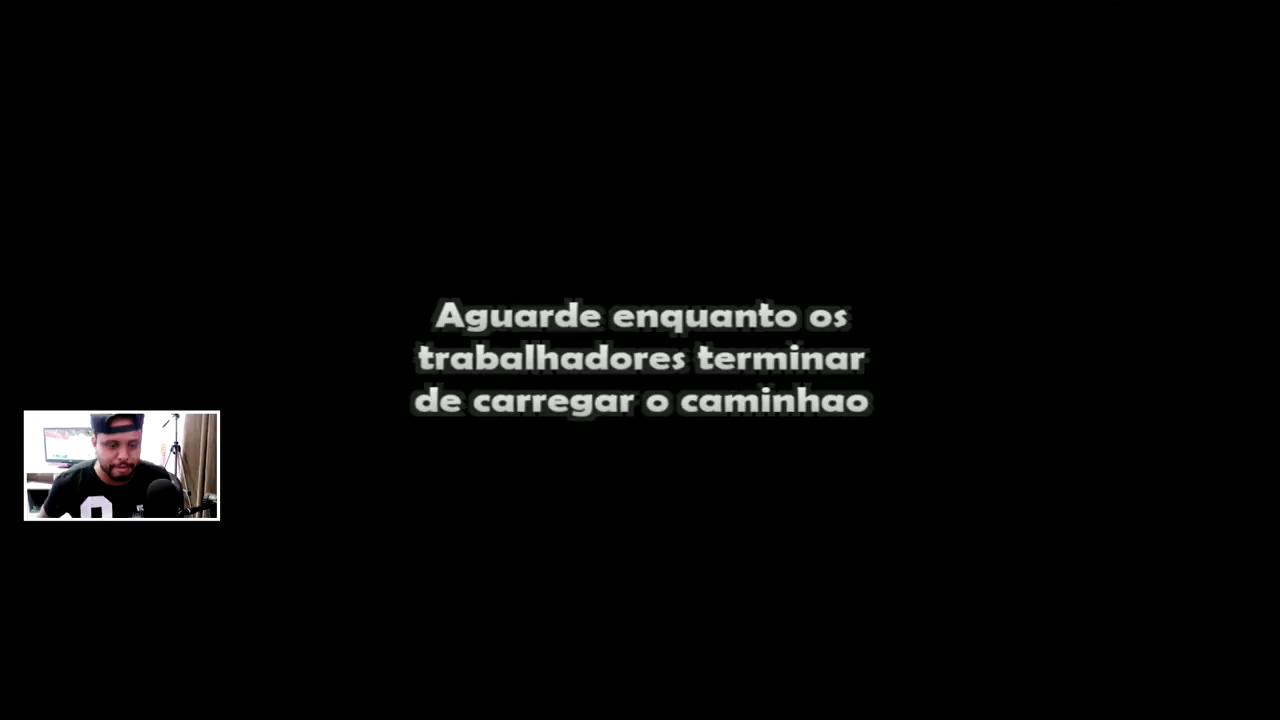 Aguarde enquanto os
trabalhadores terminar
de carregar o caminhao